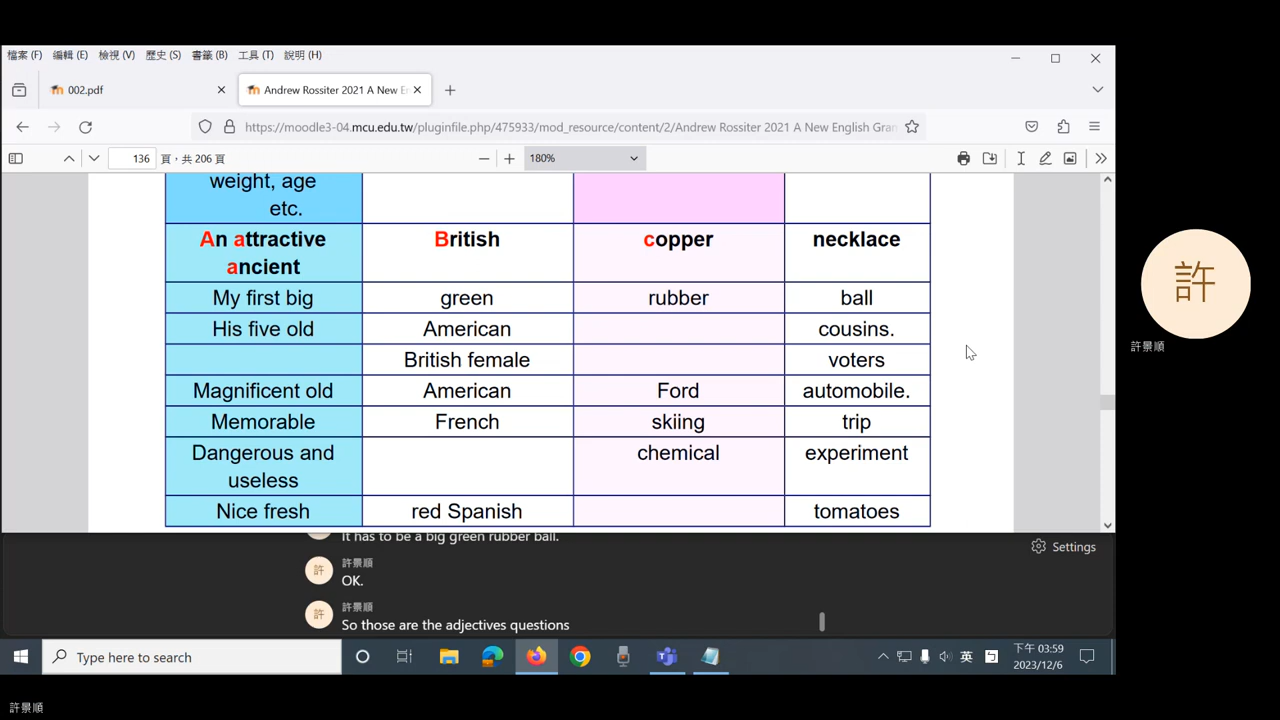 檔案 (F) 編輯 (E) 檢視 (V) 歷史 (S) 書籤 (B) 工具 (T) 說明 (H)
002.pdf
Andrew Rossiter 2021 A New E
https://moodle3-04.mcu.edu.tw/pluginfile.php/475933/mod_resource/content/2/Andrew Rossiter 2021 A New English Gran
136 頁，共 206 頁
180%
weight, age
etc.
An attractive British copper necklace
ancient
My first big green rubber ball
His five old American cousins.
British female voters
Magnificent old American Ford automobile.
Memorable French skiing trip
Dangerous and chemical experiment
useless
Nice fresh red Spanish tomatoes
許
許景順
It has to be a big green rubber ball.
Settings
許景順
許
OK.
許景順
許
So those are the adjectives questions
Type here to search
英
下午 03:59
2023/12/6
許景順